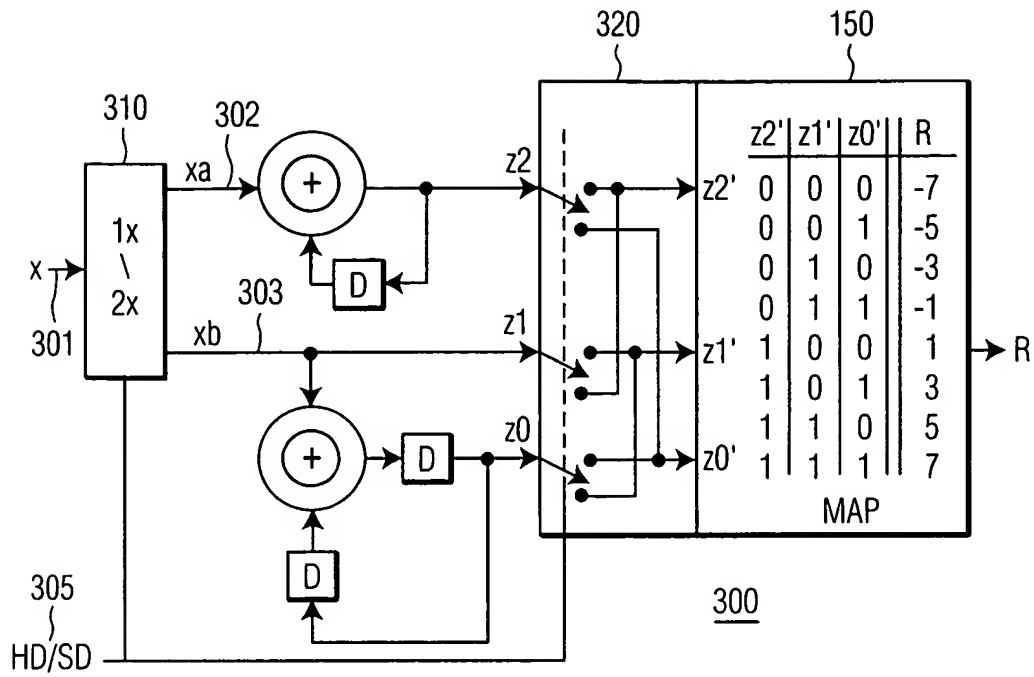 320
150
310
302
xa
z2
z2'
z2' z1' z0' R
0 0 0 -7
0 0 1 -5
0 1 0 -3
0 1 1 -1
1 0 0 1
1 0 1 3
1 1 0 5
1 1 1 7
MAP
1x
\
2x
x
301
D
303
xb
z1
z1'
R
z0
z0'
D
D
305
HD/SD
300